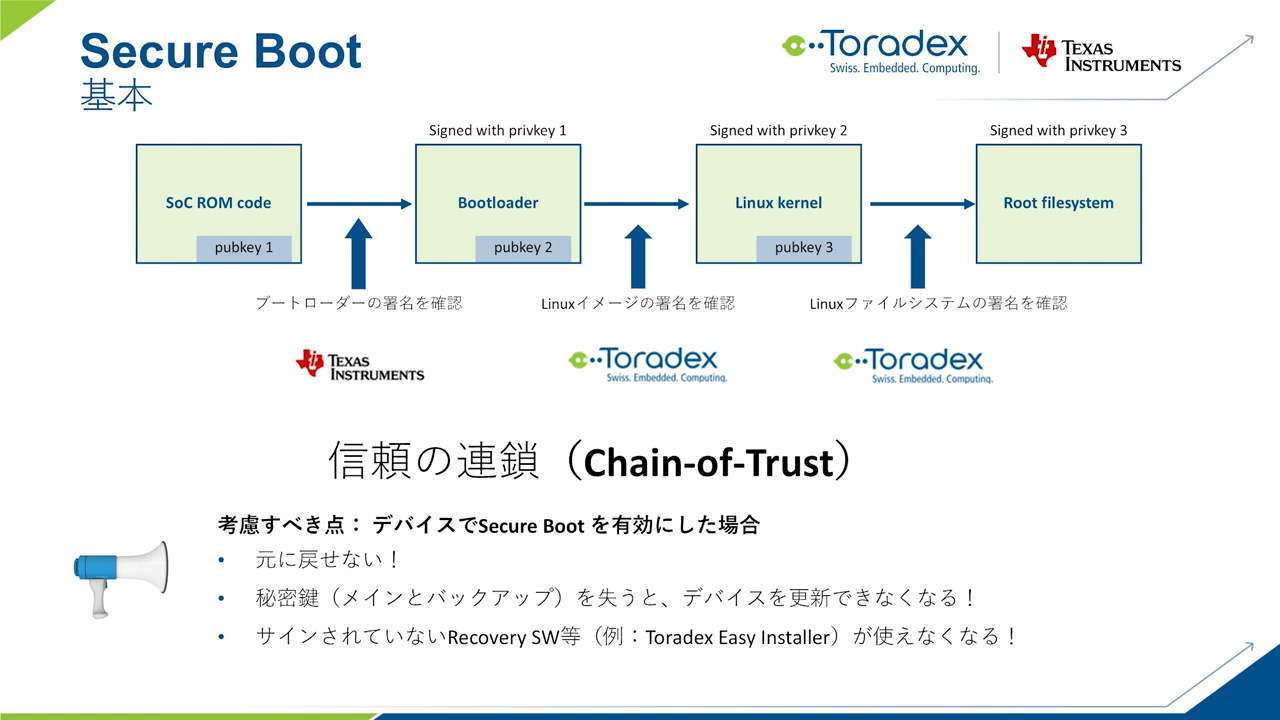 Secure Boot
基本
Toradex
Swiss. Embedded. Computing.
TEXAS
INSTRUMENTS
Signed with privkey 1
Signed with privkey 2
Signed with privkey 3
SoC ROM code
pubkey 1
Bootloader
pubkey 2
Linux kernel
pubkey 3
Root filesystem
ブートローダーの署名を確認
Linuxイメージの署名を確認
Linuxファイルシステムの署名を確認
TEXAS
INSTRUMENTS
Toradex
Swiss. Embedded. Computing.
Toradex
Swiss. Embedded. Computing.
信頼の連鎖（Chain-of-Trust）
考慮すべき点： デバイスでSecure Boot を有効にした場合
• 元に戻せない！
• 秘密鍵（メインとバックアップ）を失うと、デバイスを更新できなくなる！
• サインされていないRecovery SW等（例：Toradex Easy Installer）が使えなくなる！